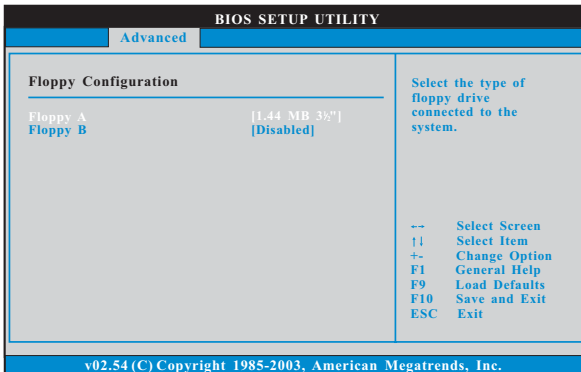 BIOS SETUP UTILITY
Advanced
Floppy Configuration
Floppy A [1.44 MB 3½"]
Floppy B [Disabled]
Select the type of
floppy drive
connected to the
system.
←→ Select Screen
↑↓ Select Item
+- Change Option
F1 General Help
F9 Load Defaults
F10 Save and Exit
ESC Exit
v02.54 (C) Copyright 1985-2003, American Megatrends, Inc.